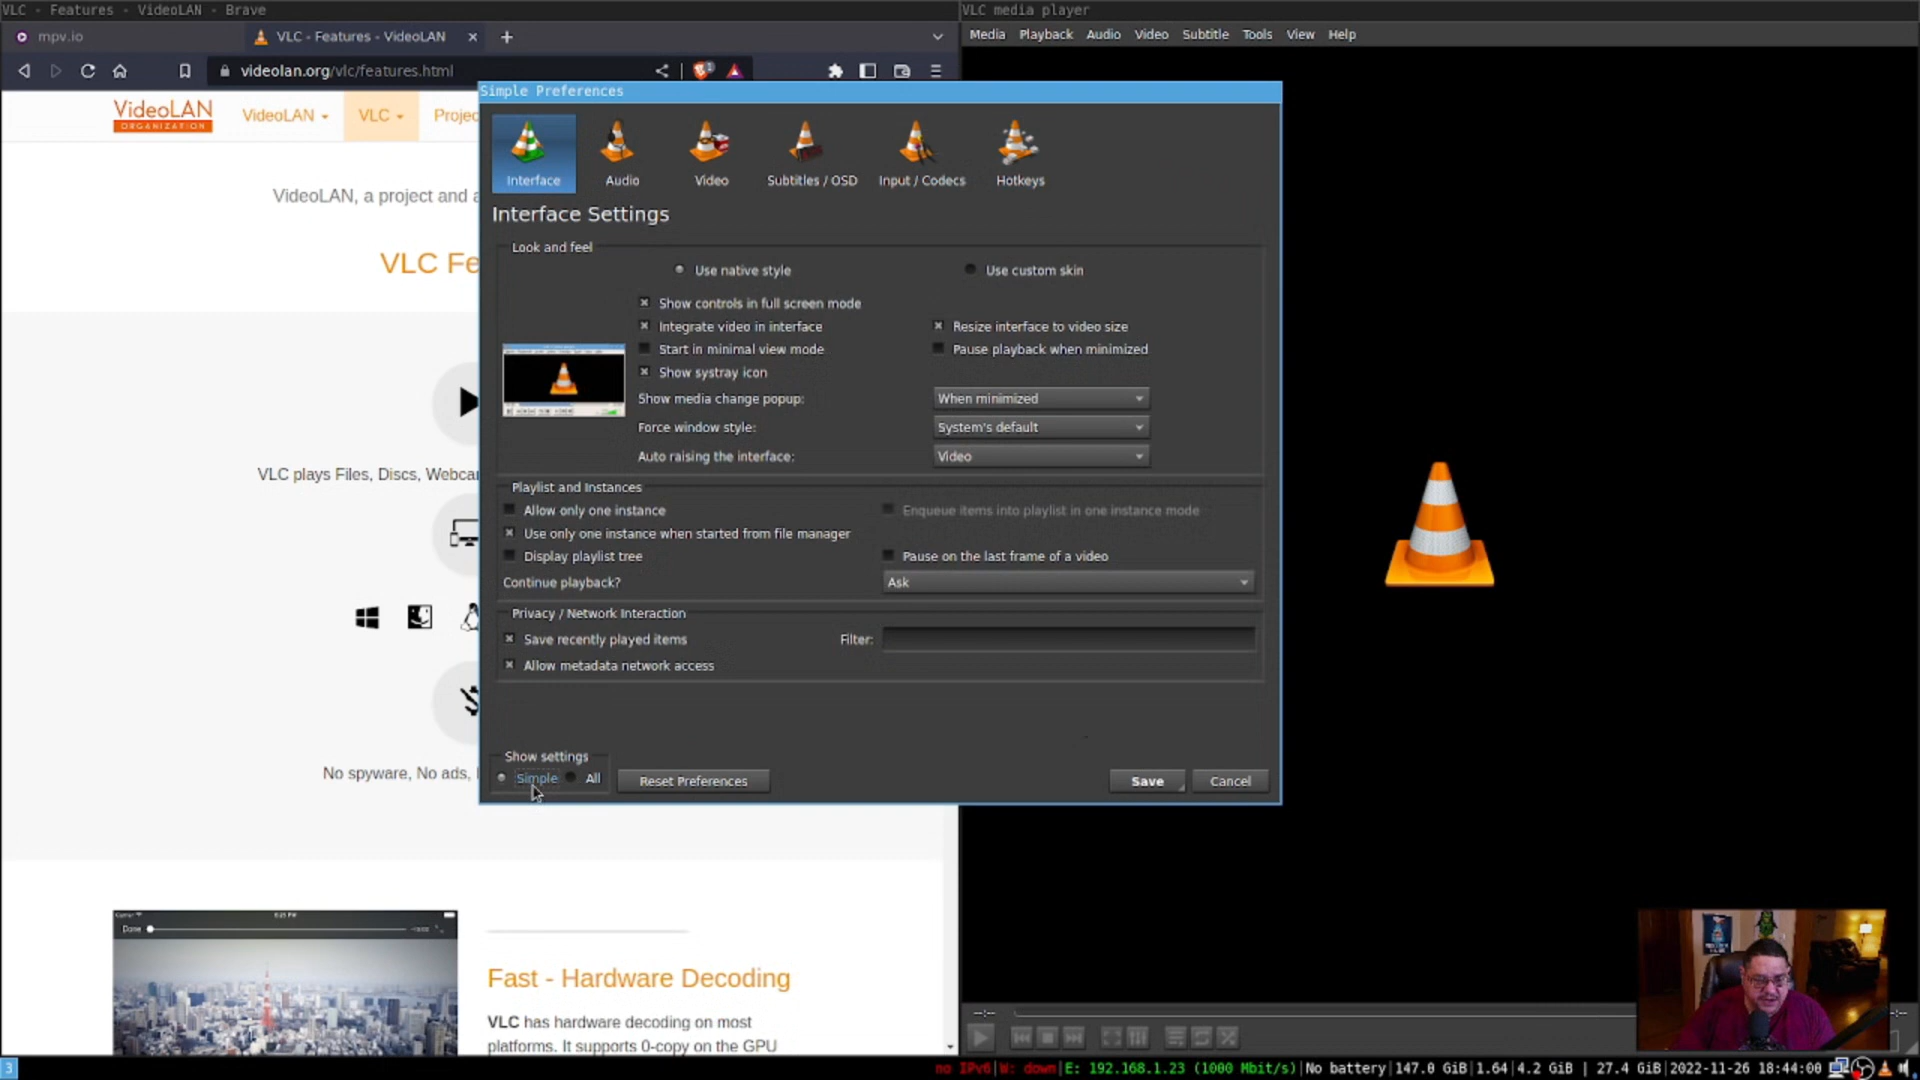 VLC - Features - VideoLAN - Brave
VLC media player
mpv.io
VLC - Features - VideoLAN
Media Playback Audio Video Subtitle Tools View Help
videolan.org/vlc/features.html
VideoLAN
ORGANIZATION
VideoLAN
VLC
Projec
VideoLAN, a project and a
VLC Fe
VLC plays Files, Discs, Webcar
No spyware, No ads,
Simple Preferences
Interface
Audio
Video
Subtitles / OSD
Input / Codecs
Hotkeys
Interface Settings
Look and feel
Use native style
Use custom skin
Show controls in full screen mode
Integrate video in interface
Resize interface to video size
Start in minimal view mode
Pause playback when minimized
Show systray icon
Show media change popup:
When minimized
Force window style:
System's default
Auto raising the interface:
Video
Playlist and Instances
Allow only one instance
Enqueue items into playlist in one instance mode
Use only one instance when started from file manager
Display playlist tree
Pause on the last frame of a video
Continue playback?
Ask
Privacy / Network Interaction
Save recently played items
Filter:
Allow metadata network access
Show settings
Simple
All
Reset Preferences
Save
Cancel
Done
Fast - Hardware Decoding
VLC has hardware decoding on most
platforms. It supports 0-copy on the GPU
--:--
3
no IPv6|W: down|E: 192.168.1.23 (1000 Mbit/s)|No battery|147.0 GiB|1.64|4.2 GiB | 27.4 GiB|2022-11-26 18:44:00